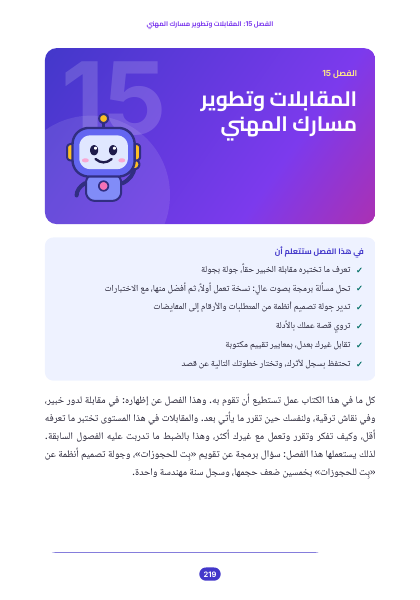 الفصل 15: المقابلات وتطوير مسارك المهني
15
الفصل 15
المقابلات وتطوير
مسارك المهني
في هذا الفصل ستتعلم أن
✓ تعرف ما تختبره مقابلة الخبير حقاً، جولة بجولة
✓ تحل مسألة برمجة بصوت عالٍ: نسخة تعمل أولاً، ثم أفضل منها، مع الاختبارات
✓ تدير جولة تصميم أنظمة من المتطلبات والأرقام إلى المقايضات
✓ تروي قصة عملك بالأدلة
✓ تقابل غيرك بعدل، بمعايير تقييم مكتوبة
✓ تحتفظ بسجل لأثرك، وتختار خطوتك التالية عن قصد
كل ما في هذا الكتاب عمل تستطيع أن تقوم به. وهذا الفصل عن إظهاره: في مقابلة لدور خبير،
وفي نقاش ترقية، ولنفسك حين تقرر ما يأتي بعد. والمقابلات في هذا المستوى تختبر ما تعرفه
أقل، وكيف تفكر وتقرر وتعمل مع غيرك أكثر، وهذا بالضبط ما تدربت عليه الفصول السابقة.
لذلك يستعملها هذا الفصل: سؤال برمجة عن تقويم «بِت للحجوزات»، وجولة تصميم أنظمة عن
«بِت للحجوزات» بخمسين ضعف حجمها، وسجل سنة مهندسة واحدة.
219